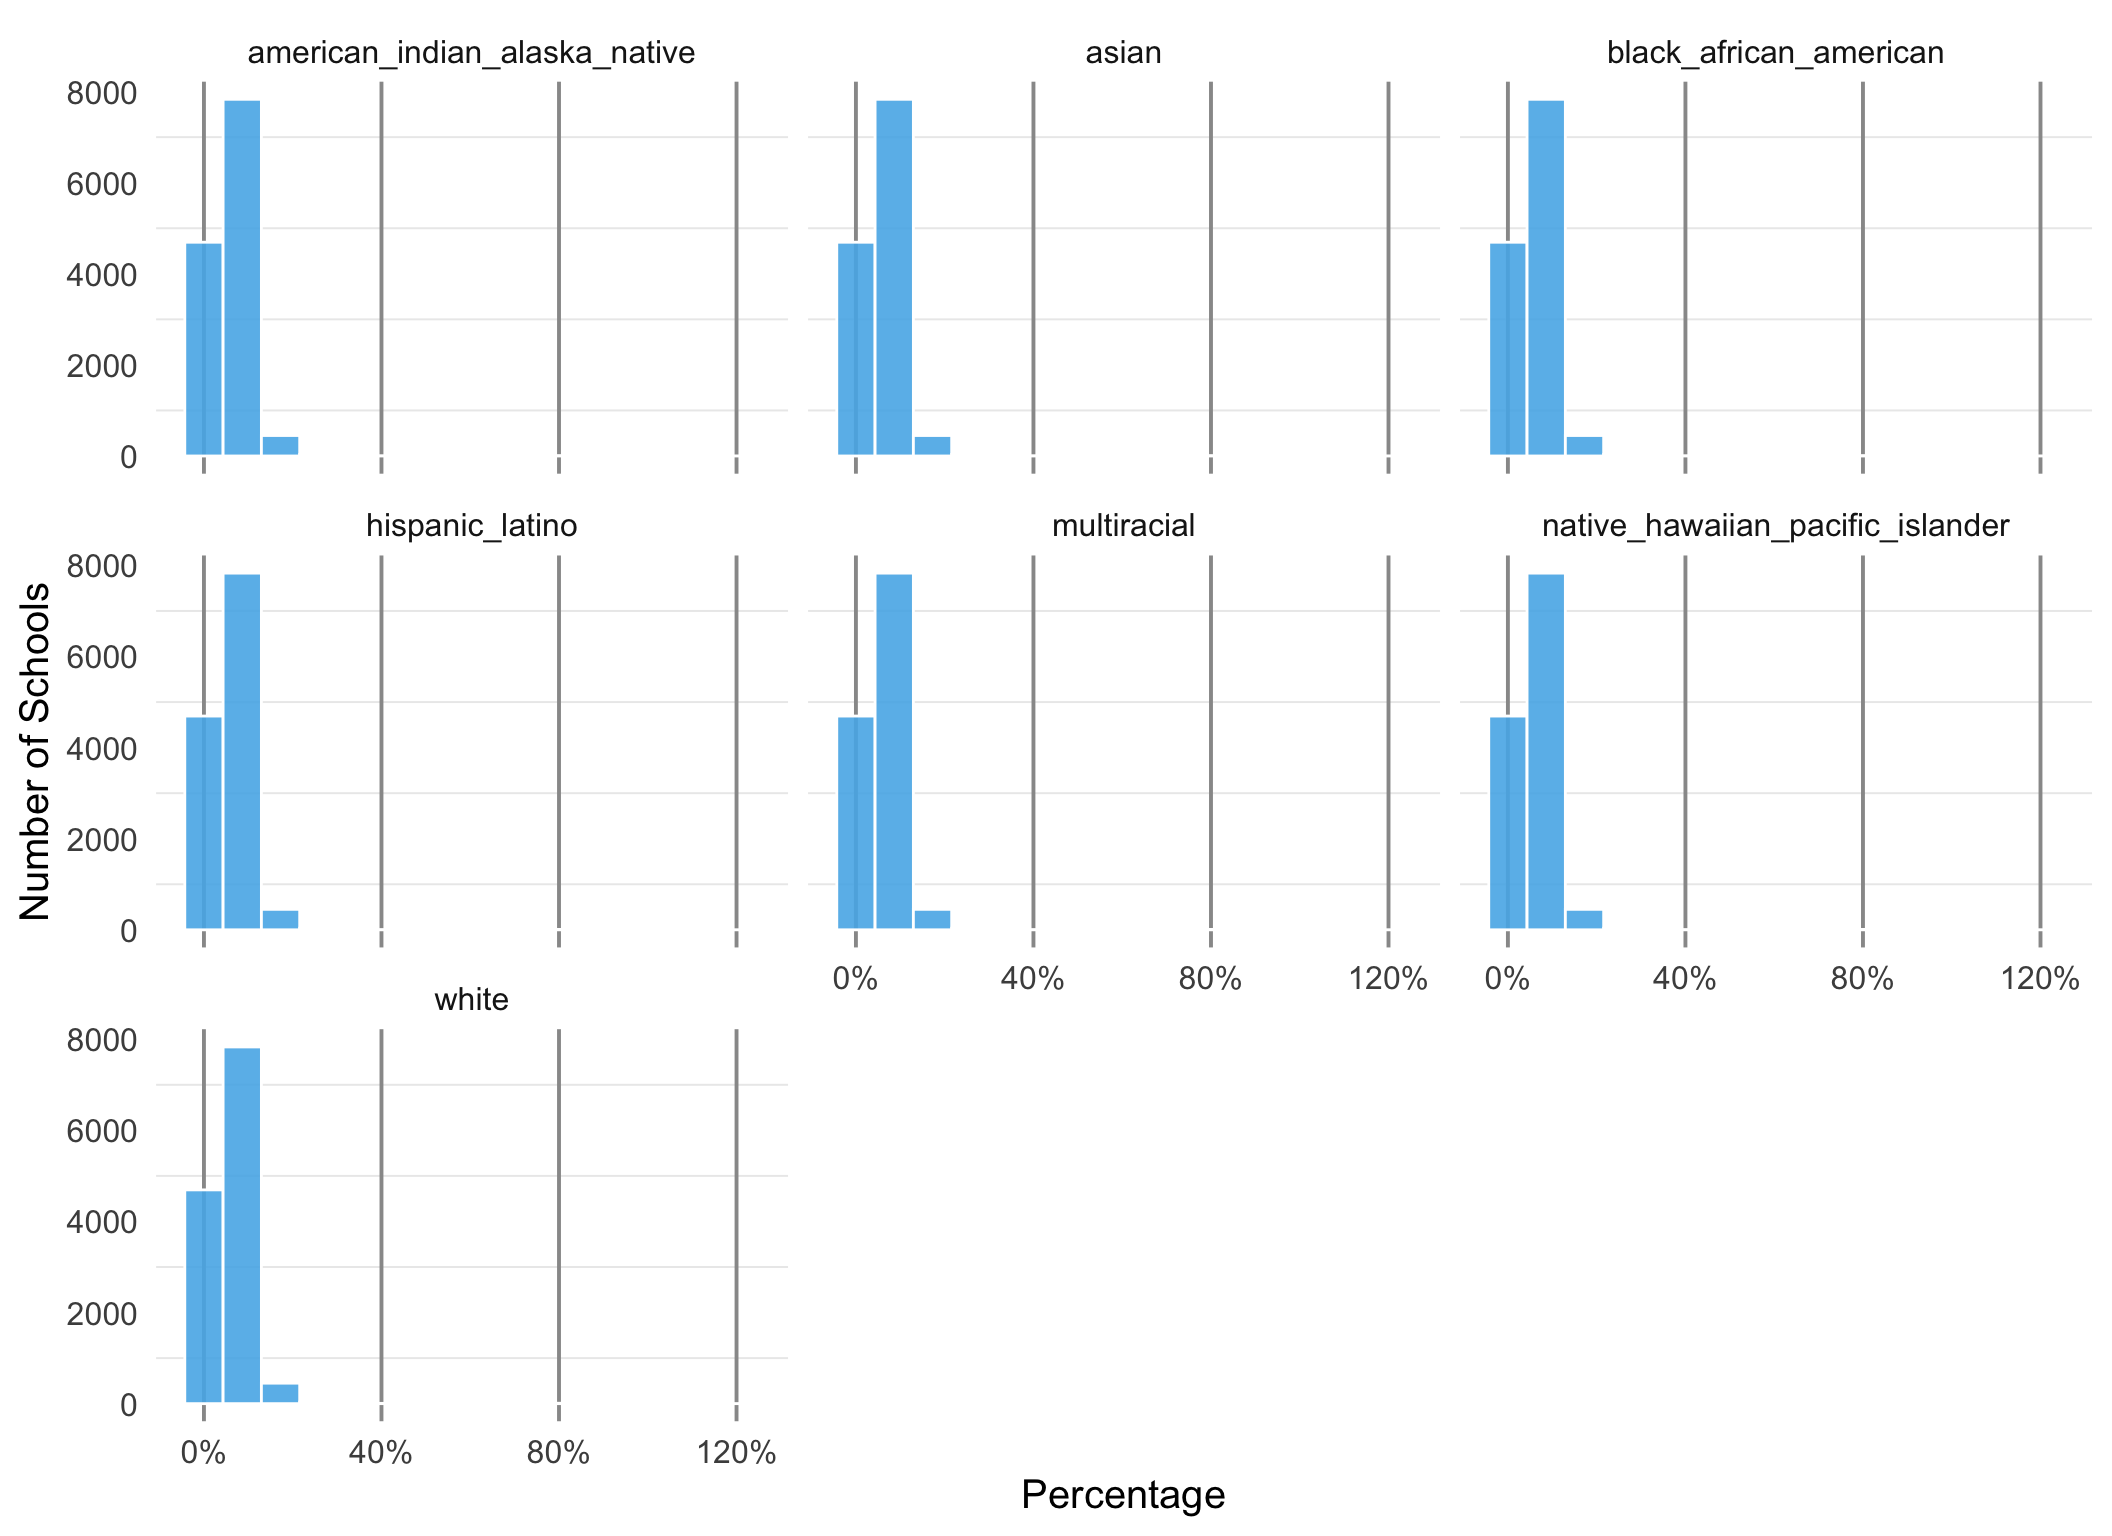 american_indian_alaska_native
asian
black_african_american
8000
6000
4000
2000
0
hispanic_latino
multiracial
native_hawaiian_pacific_islander
8000
6000
4000
2000
0
Number of Schools
0% 40% 80% 120%
0% 40% 80% 120%
white
8000
6000
4000
2000
0
0% 40% 80% 120%
Percentage